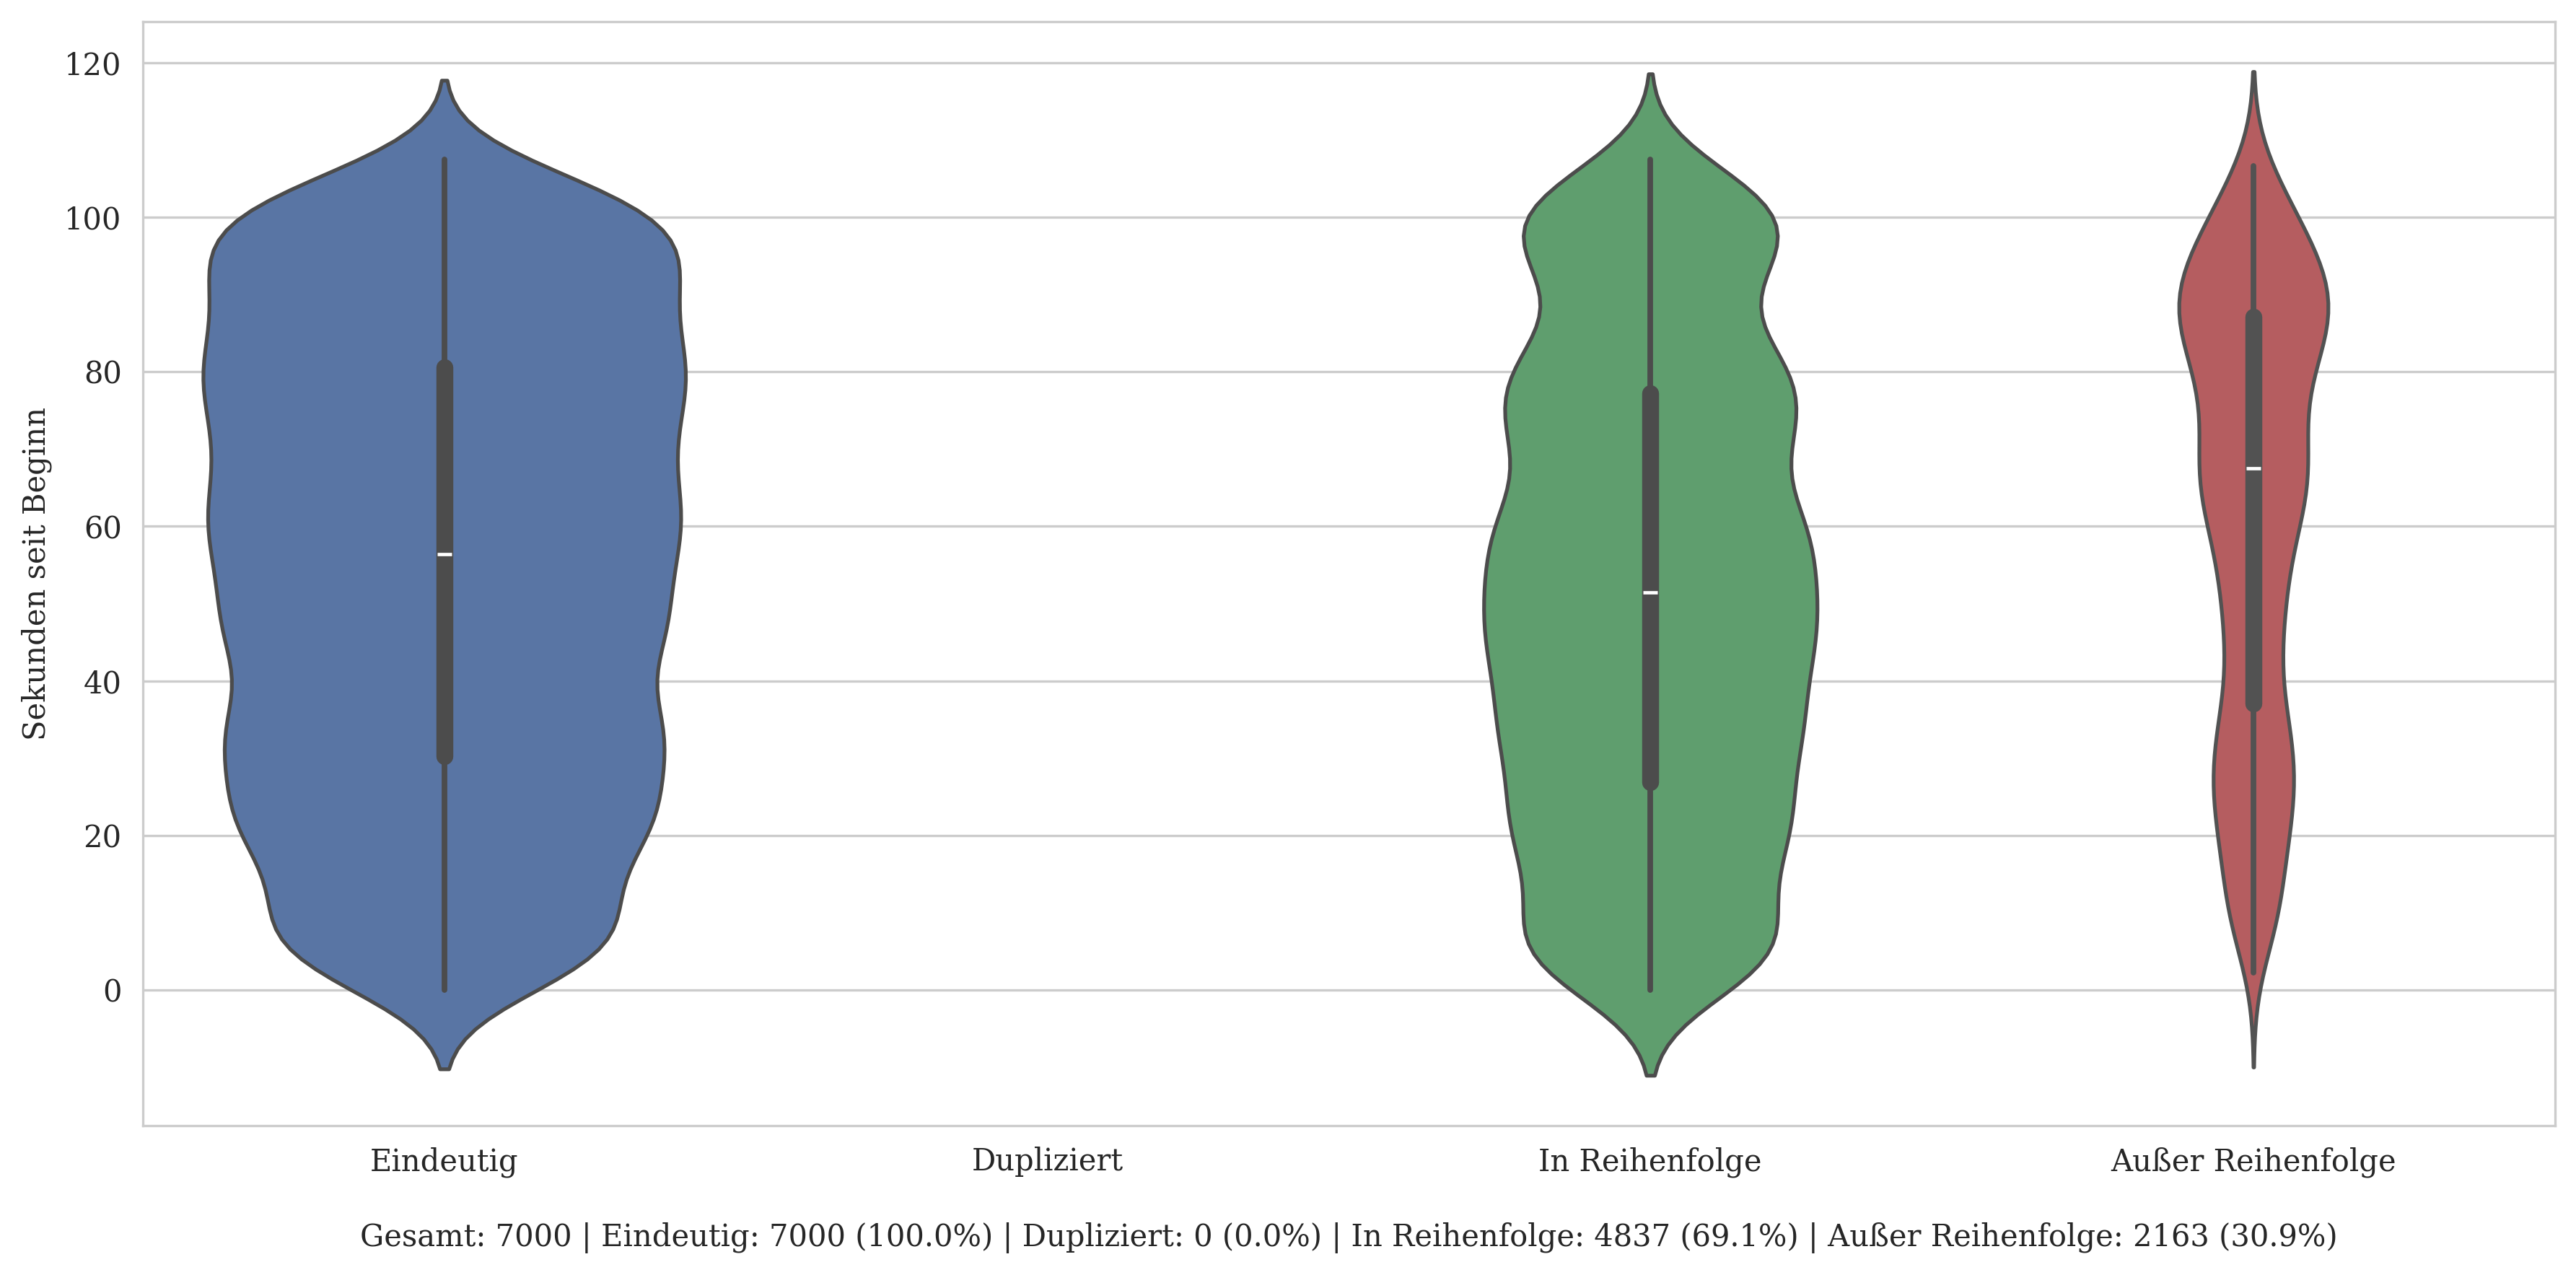 120
100
80
60
40
20
0
Sekunden seit Beginn
Eindeutig
Dupliziert
In Reihenfolge
Außer Reihenfolge
Gesamt: 7000 | Eindeutig: 7000 (100.0%) | Dupliziert: 0 (0.0%) | In Reihenfolge: 4837 (69.1%) | Außer Reihenfolge: 2163 (30.9%)